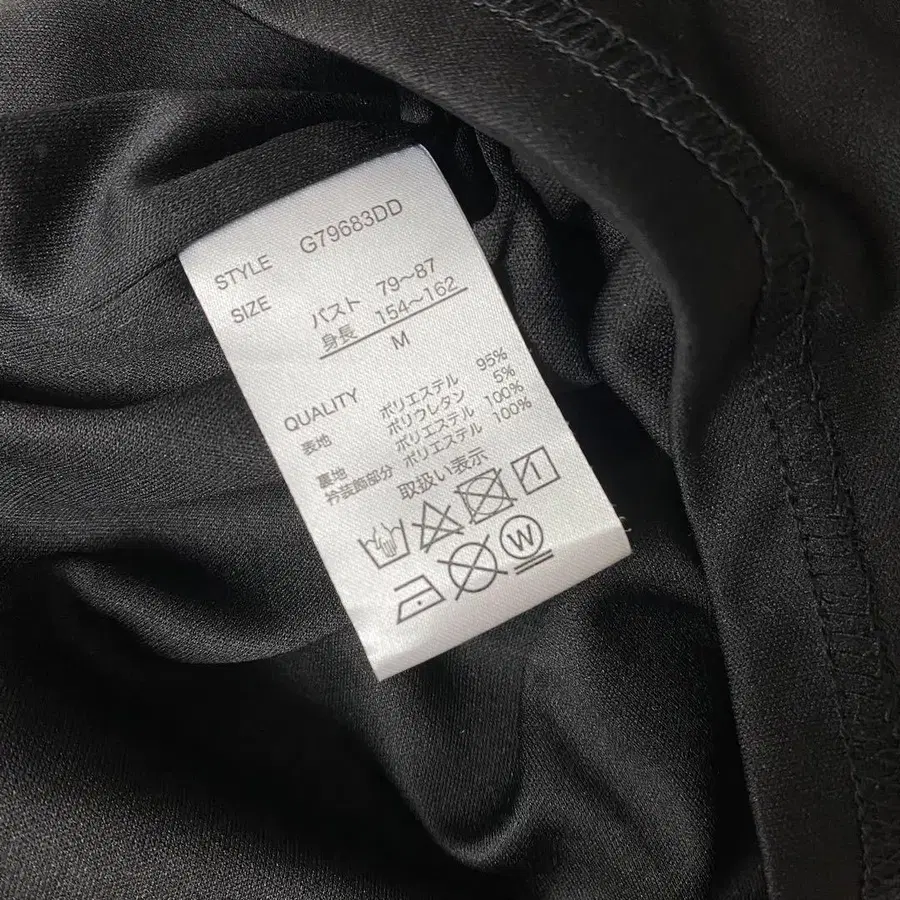 STYLE G79683DD
SIZE バスト 79～87
身長 154～162
M
QUALITY
表地 ポリエステル 95%
ポリウレタン 5%
裏地 ポリエステル 100%
衿装飾部分 ポリエステル 100%
取扱い表示
W